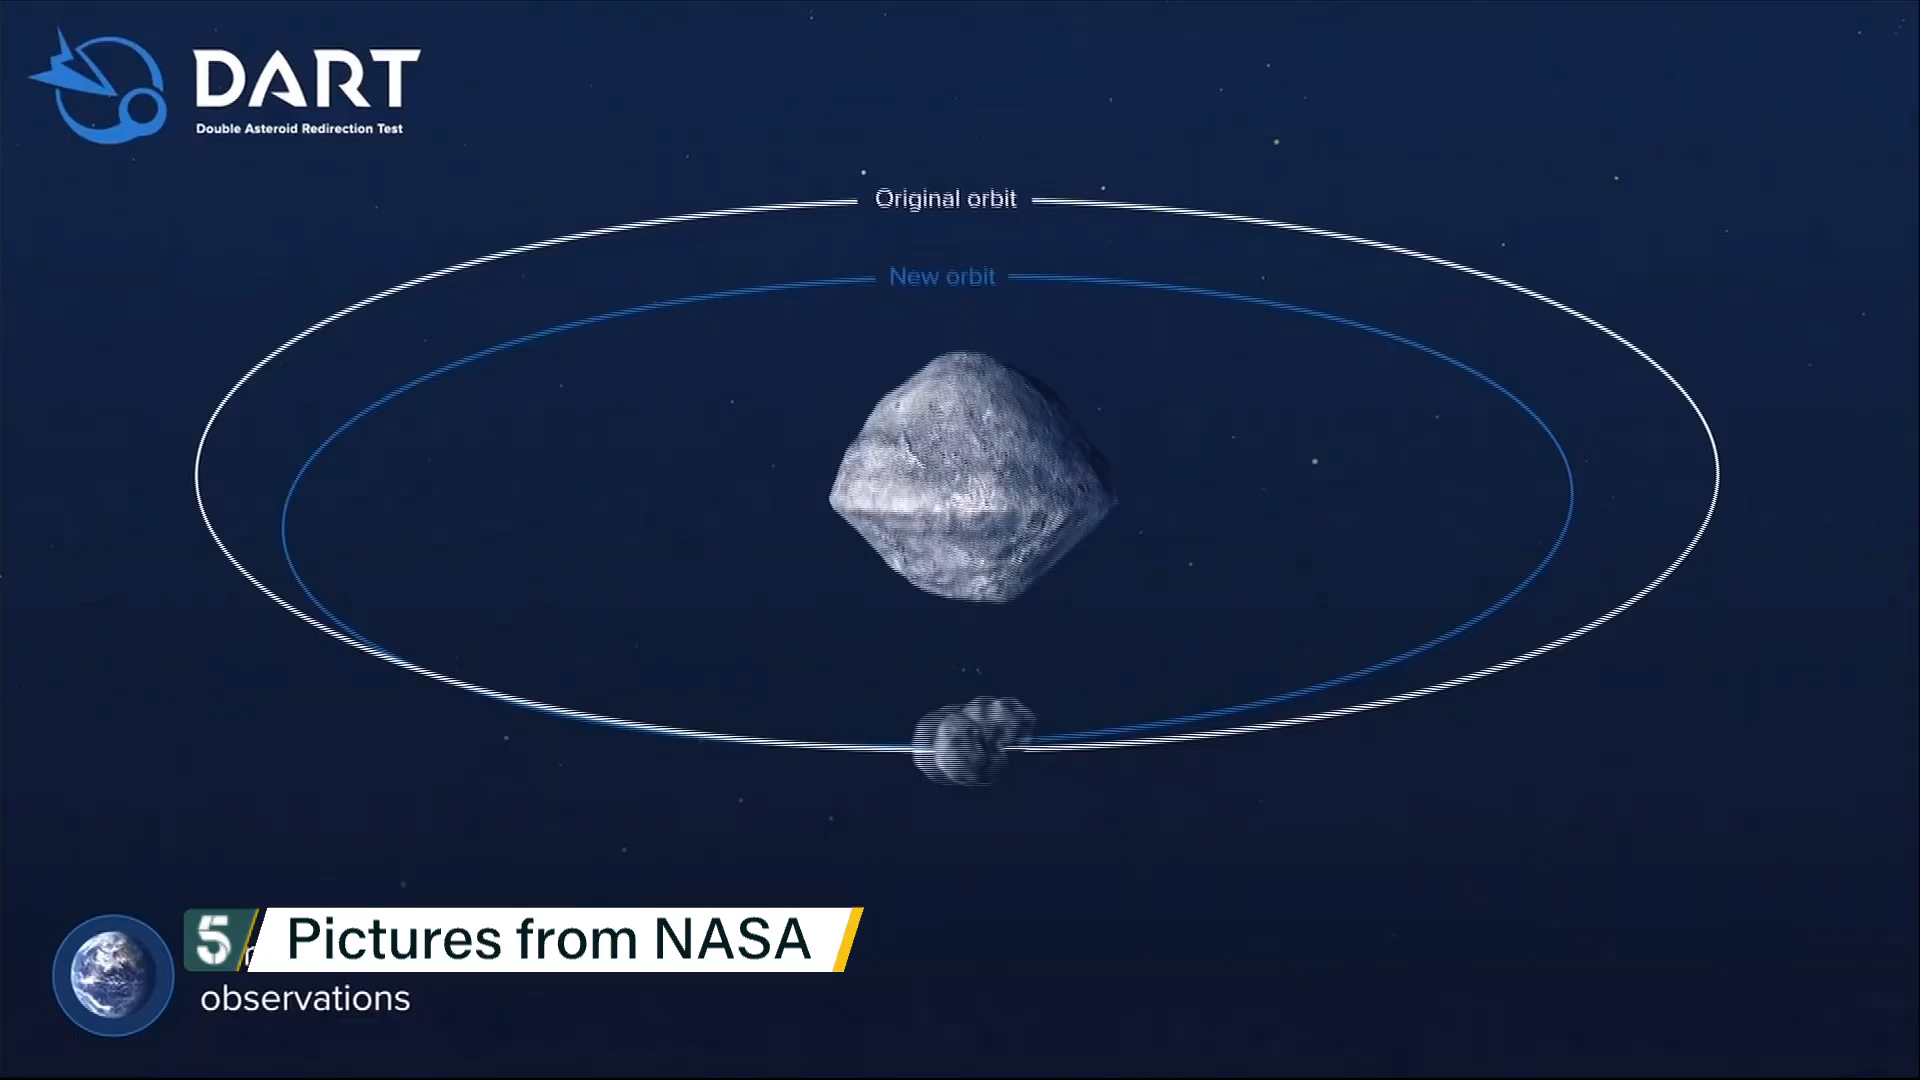 DART
Double Asteroid Redirection Test
Original orbit
New orbit
5
Pictures from NASA
observations